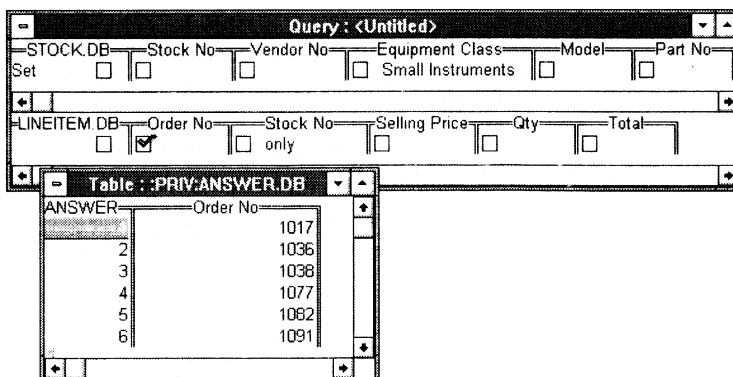 Query : <Untitled>
STOCK.DB Stock No Vendor No Equipment Class Model Part No
Set Small Instruments
LINEITEM.DB Order No Stock No Selling Price Qty Total
only
Table : :PRIV:ANSWER.DB
ANSWER Order No
1017
2 1036
3 1038
4 1077
5 1082
6 1091